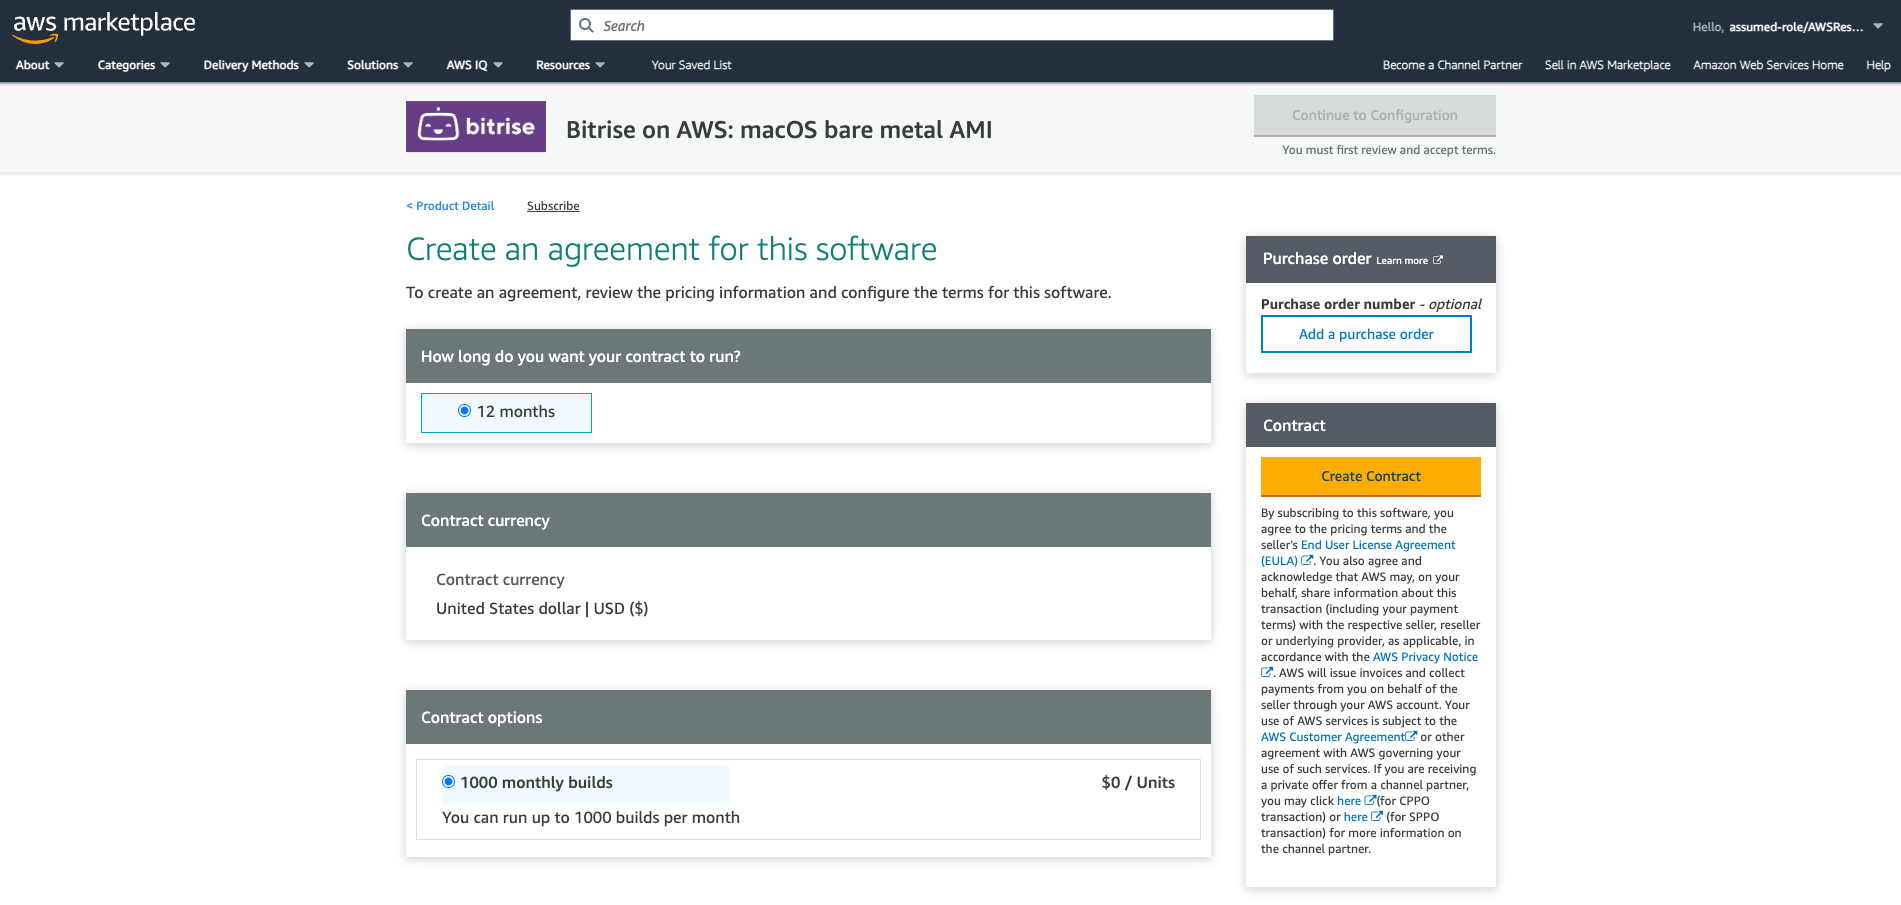 aws marketplace
Search
Hello, assumed-role/AWSRes...
About
Categories
Delivery Methods
Solutions
AWS IQ
Resources
Your Saved List
Become a Channel Partner
Sell in AWS Marketplace
Amazon Web Services Home
Help
bitrise
Bitrise on AWS: macOS bare metal AMI
Continue to Configuration
You must first review and accept terms.
< Product Detail
Subscribe
Create an agreement for this software
To create an agreement, review the pricing information and configure the terms for this software.
How long do you want your contract to run?
12 months
Contract currency
Contract currency
United States dollar | USD ($)
Contract options
1000 monthly builds
$0 / Units
You can run up to 1000 builds per month
Purchase order Learn more
Purchase order number - optional
Add a purchase order
Contract
Create Contract
By subscribing to this software, you
agree to the pricing terms and the
seller's End User License Agreement
(EULA) . You also agree and
acknowledge that AWS may, on your
behalf, share information about this
transaction (including your payment
terms) with the respective seller, reseller
or underlying provider, as applicable, in
accordance with the AWS Privacy Notice
. AWS will issue invoices and collect
payments from you on behalf of the
seller through your AWS account. Your
use of AWS services is subject to the
AWS Customer Agreement or other
agreement with AWS governing your
use of such services. If you are receiving
a private offer from a channel partner,
you may click here (for CPPO
transaction) or here (for SPPO
transaction) for more information on
the channel partner.